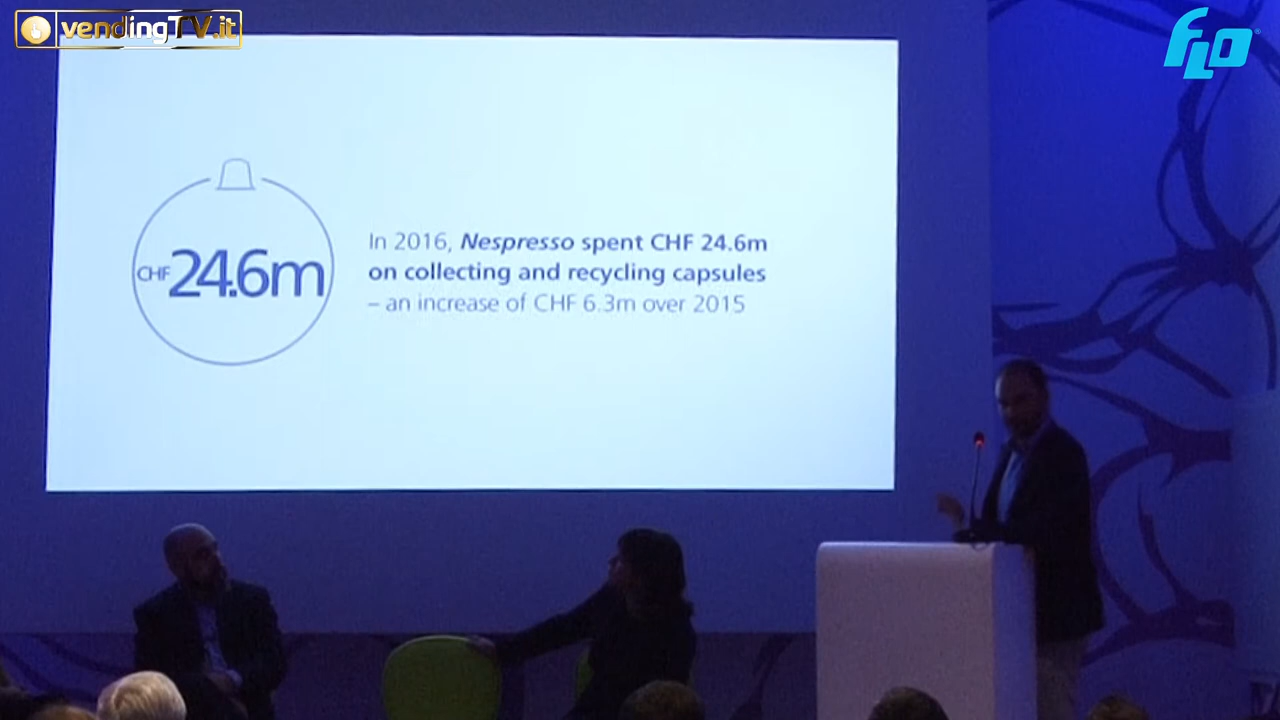 vendingTV.it
FLO
CHF 24.6m
In 2016, Nespresso spent CHF 24.6m
on collecting and recycling capsules
– an increase of CHF 6.3m over 2015